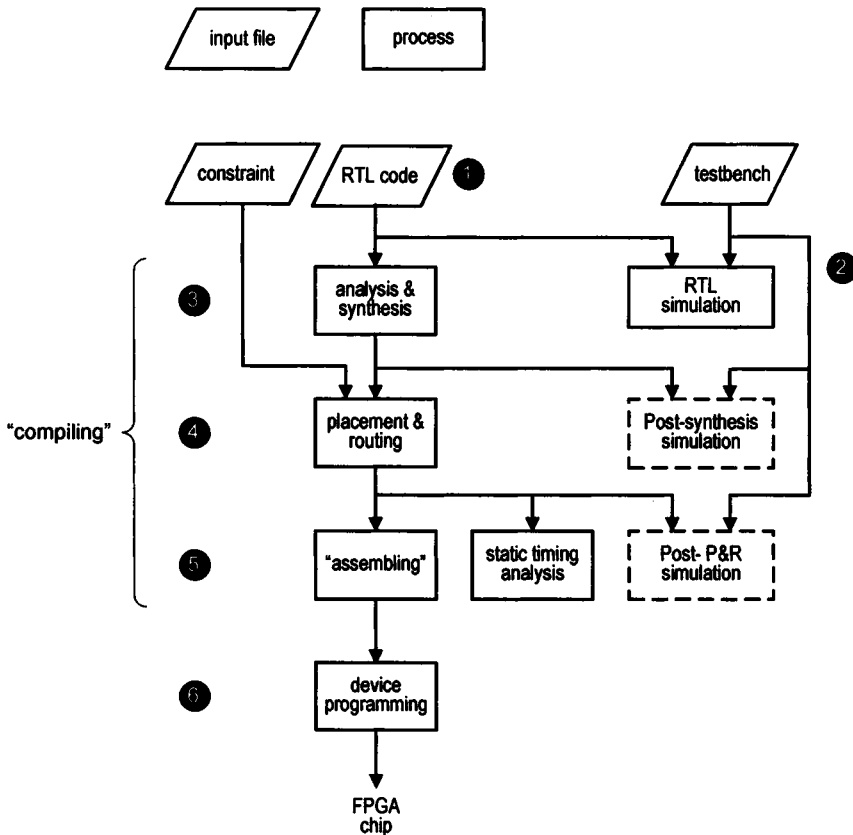 input file
process
constraint
RTL code
1
testbench
2
3
analysis &
synthesis
RTL
simulation
"compiling"
4
placement &
routing
Post-synthesis
simulation
5
"assembling"
static timing
analysis
Post- P&R
simulation
6
device
programming
FPGA
chip